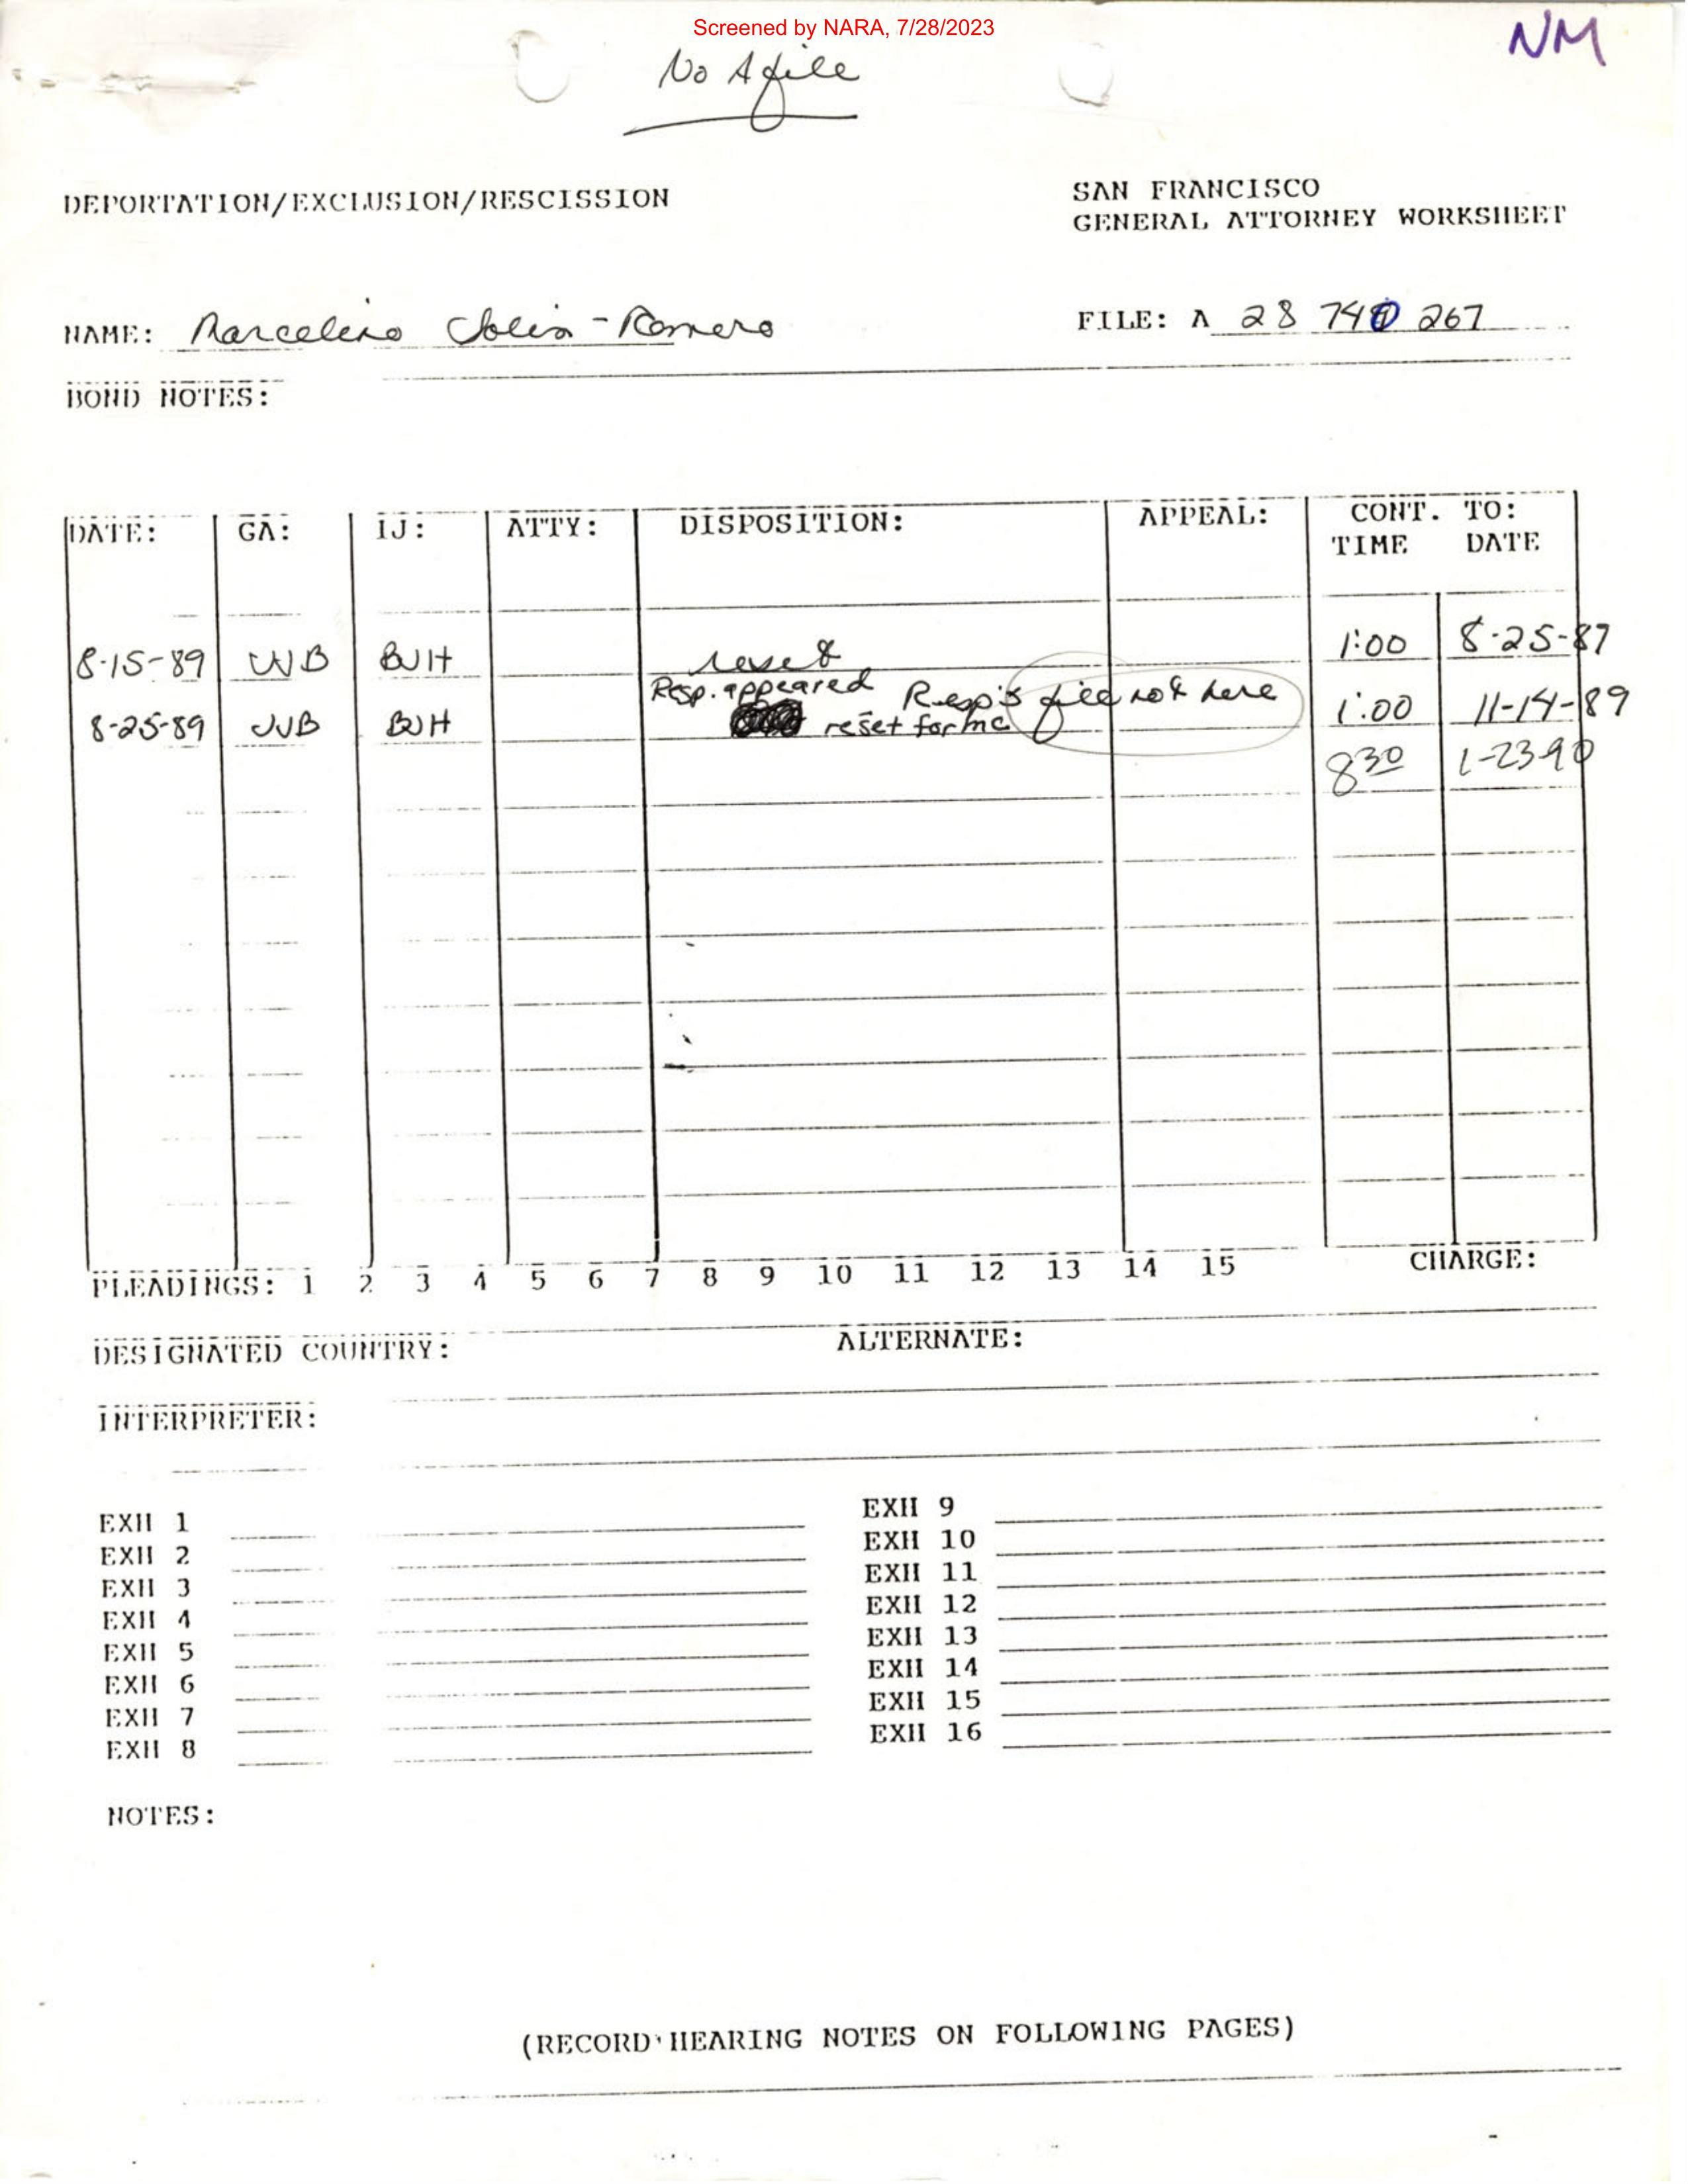 Screened by NARA, 7/28/2023
NM
No A file
DEPORTATION/EXCLUSION/RESCISSION
SAN FRANCISCO
GENERAL ATTORNEY WORKSHEET
NAME: Marcelino Solis-Romero
FILE: A 28 740 267
BOND NOTES:
DATE: GA: IJ: ATTY: DISPOSITION: APPEAL: CONT. TO:
TIME DATE
8-15-89 WB BJH reset 1:00 8-25-87
Resp. appeared Resp's file not here
8-25-89 JJB BJH reset for mc 1:00 11-14-89
8 30 1-23-90
PLEADINGS: 1 2 3 4 5 6 7 8 9 10 11 12 13 14 15 CHARGE:
DESIGNATED COUNTRY: ALTERNATE:
INTERPRETER:
EXH 1 EXH 9
EXH 2 EXH 10
EXH 3 EXH 11
EXH 4 EXH 12
EXH 5 EXH 13
EXH 6 EXH 14
EXH 7 EXH 15
EXH 8 EXH 16
NOTES:
(RECORD HEARING NOTES ON FOLLOWING PAGES)